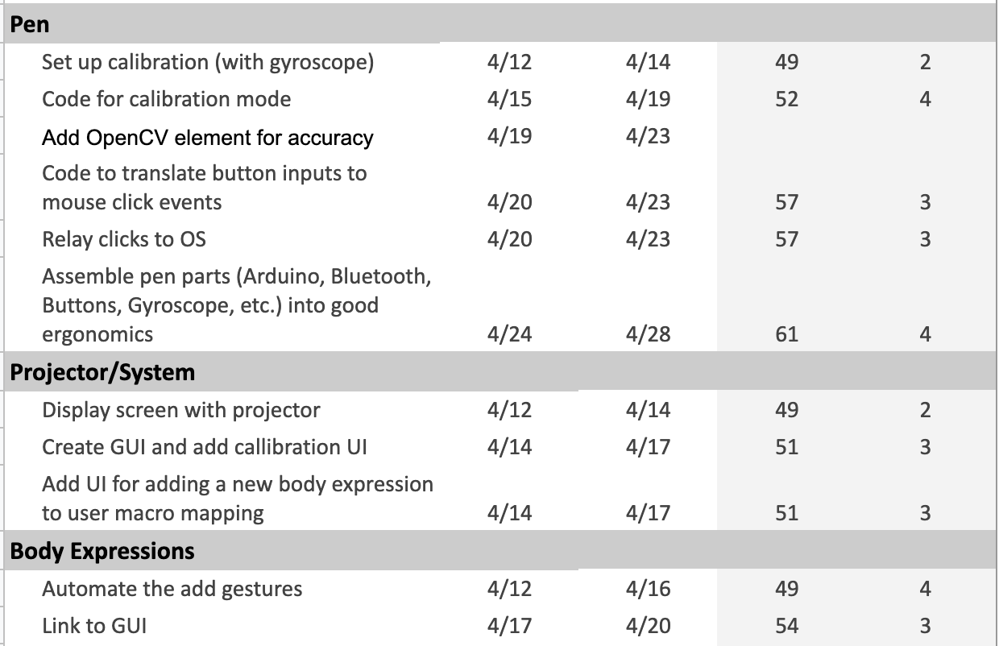 Pen
Set up calibration (with gyroscope) 4/12 4/14 49 2
Code for calibration mode 4/15 4/19 52 4
Add OpenCV element for accuracy 4/19 4/23
Code to translate button inputs to
mouse click events 4/20 4/23 57 3
Relay clicks to OS 4/20 4/23 57 3
Assemble pen parts (Arduino, Bluetooth,
Buttons, Gyroscope, etc.) into good
ergonomics 4/24 4/28 61 4
Projector/System
Display screen with projector 4/12 4/14 49 2
Create GUI and add callibration UI 4/14 4/17 51 3
Add UI for adding a new body expression
to user macro mapping 4/14 4/17 51 3
Body Expressions
Automate the add gestures 4/12 4/16 49 4
Link to GUI 4/17 4/20 54 3